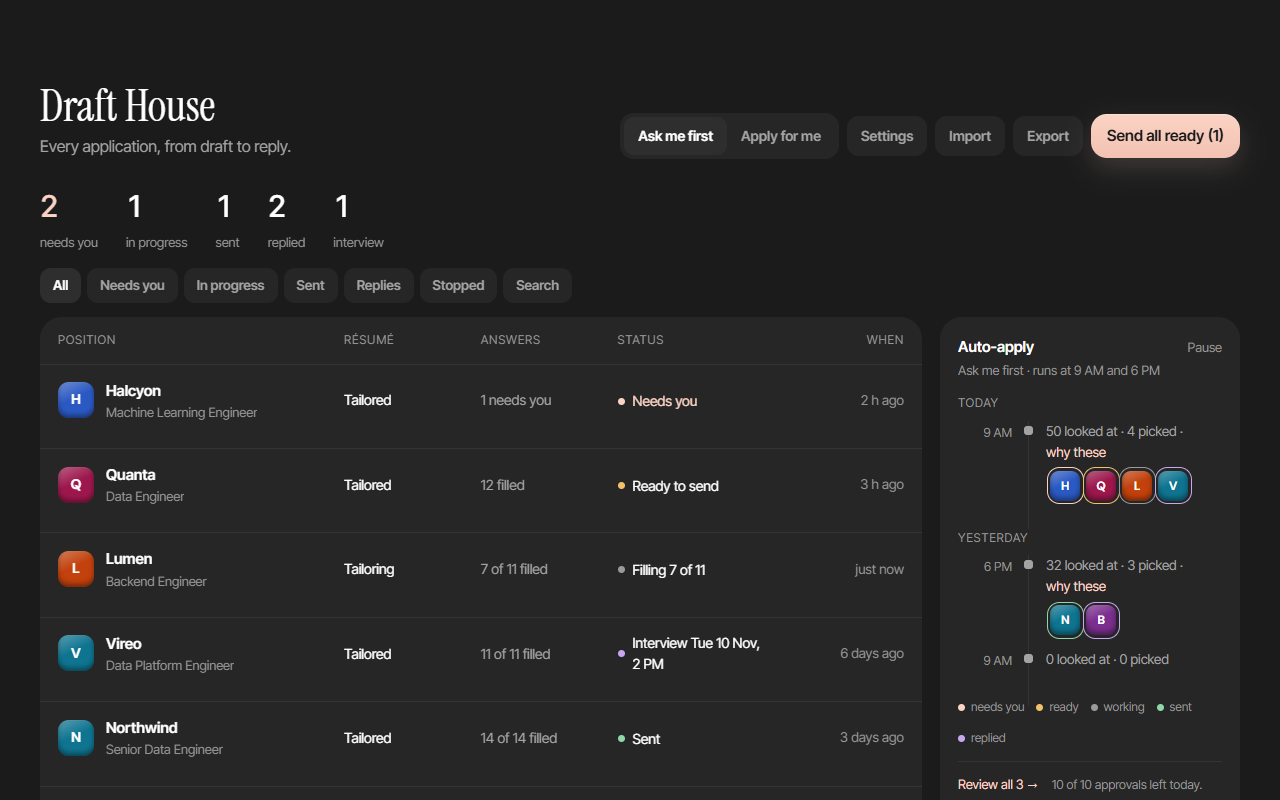 Draft House
Every application, from draft to reply.
Ask me first
Apply for me
Settings
Import
Export
Send all ready (1)
2
needs you
1
in progress
1
sent
2
replied
1
interview
All
Needs you
In progress
Sent
Replies
Stopped
Search
POSITION
RÉSUMÉ
ANSWERS
STATUS
WHEN
H
Halcyon
Machine Learning Engineer
Tailored
1 needs you
Needs you
2 h ago
Q
Quanta
Data Engineer
Tailored
12 filled
Ready to send
3 h ago
L
Lumen
Backend Engineer
Tailoring
7 of 11 filled
Filling 7 of 11
just now
V
Vireo
Data Platform Engineer
Tailored
11 of 11 filled
Interview Tue 10 Nov,
2 PM
6 days ago
N
Northwind
Senior Data Engineer
Tailored
14 of 14 filled
Sent
3 days ago
Auto-apply
Pause
Ask me first · runs at 9 AM and 6 PM
TODAY
9 AM
50 looked at · 4 picked ·
why these
H Q L V
YESTERDAY
6 PM
32 looked at · 3 picked ·
why these
N B
9 AM
0 looked at · 0 picked
needs you
ready
working
sent
replied
Review all 3 →
10 of 10 approvals left today.